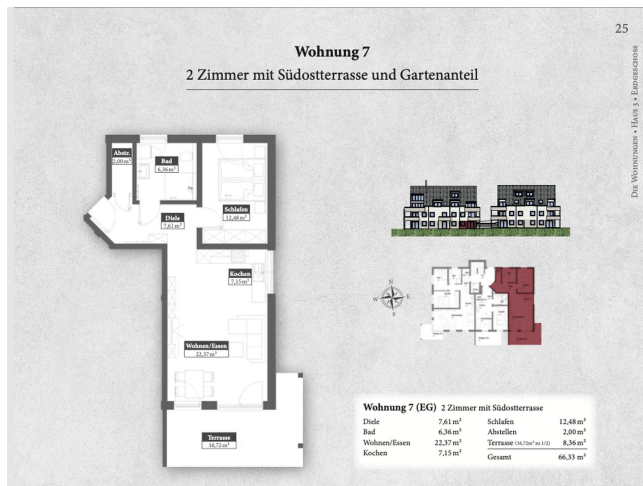 25
Wohnung 7
2 Zimmer mit Südostterrasse und Gartenanteil
Die Wohnungen • Haus 3 • Erdgeschoss
Abstr.
2,00 m²
Bad
6,36 m²
Schlafen
12,48 m²
Diele
7,61 m²
Kochen
7,15 m²
Wohnen/Essen
22,37 m²
Terrasse
16,72 m²
N
W E
S
Wohnung 7 (EG) 2 Zimmer mit Südostterrasse
Diele 7,61 m² Schlafen 12,48 m²
Bad 6,36 m² Abstellen 2,00 m²
Wohnen/Essen 22,37 m² Terrasse (16,72m² zu 1/2) 8,36 m²
Kochen 7,15 m² Gesamt 66,33 m²